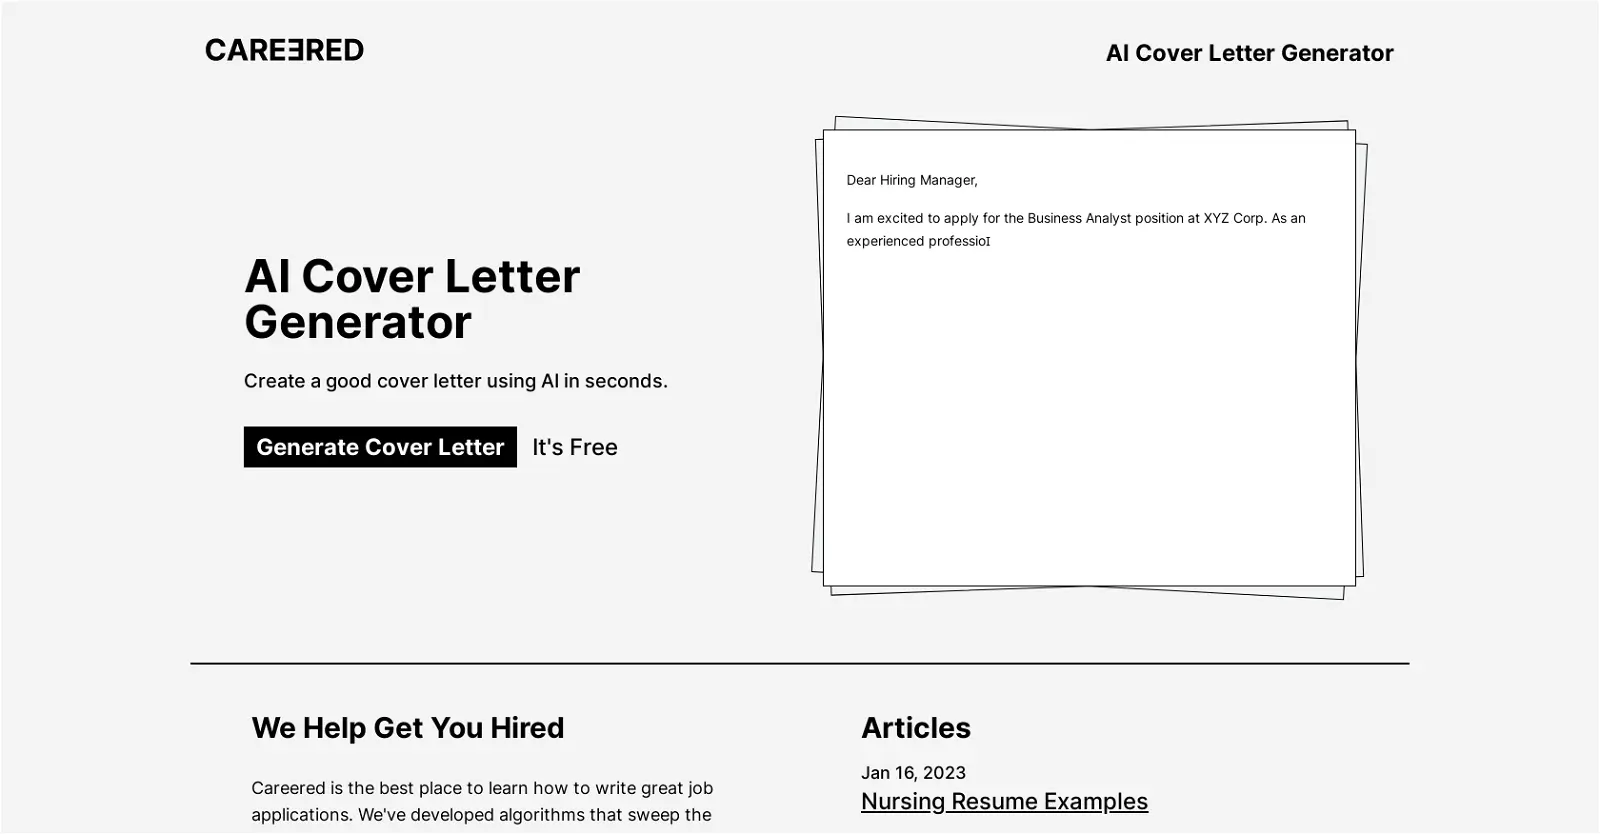 CAREERED
AI Cover Letter Generator
Dear Hiring Manager,
I am excited to apply for the Business Analyst position at XYZ Corp. As an
experienced professio
AI Cover Letter
Generator
Create a good cover letter using AI in seconds.
Generate Cover Letter It's Free
We Help Get You Hired
Careered is the best place to learn how to write great job
applications. We've developed algorithms that sweep the
Articles
Jan 16, 2023
Nursing Resume Examples